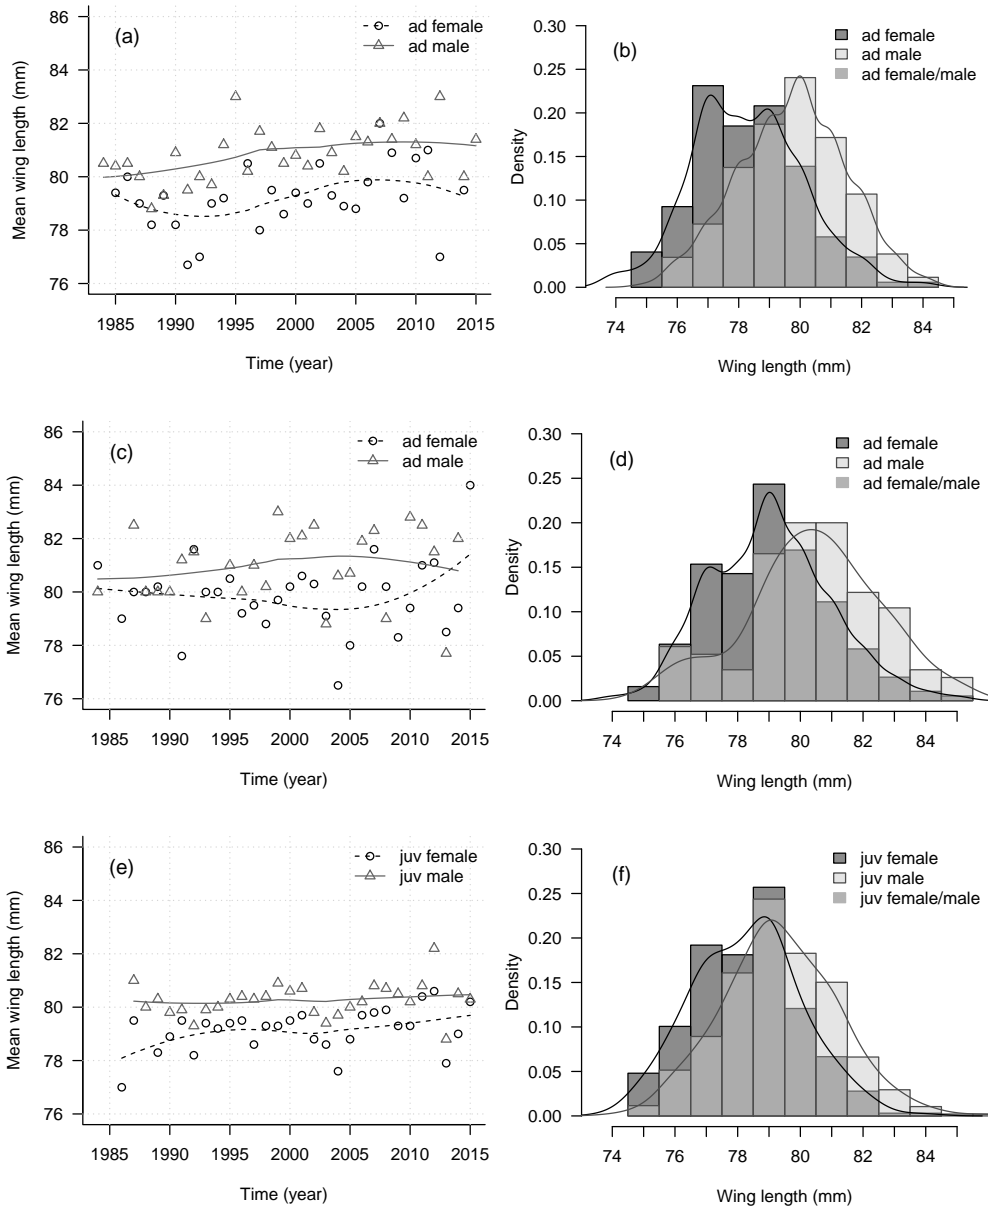 (a)
ad female
ad male
Mean wing length (mm)
86
84
82
80
78
76
1985 1990 1995 2000 2005 2010 2015
Time (year)
(b)
ad female
ad male
ad female/male
Density
0.30
0.25
0.20
0.15
0.10
0.05
0.00
74 76 78 80 82 84
Wing length (mm)
(c)
ad female
ad male
Mean wing length (mm)
86
84
82
80
78
76
1985 1990 1995 2000 2005 2010 2015
Time (year)
(d)
ad female
ad male
ad female/male
Density
0.30
0.25
0.20
0.15
0.10
0.05
0.00
74 76 78 80 82 84
Wing length (mm)
(e)
juv female
juv male
Mean wing length (mm)
86
84
82
80
78
76
1985 1990 1995 2000 2005 2010 2015
Time (year)
(f)
juv female
juv male
juv female/male
Density
0.30
0.25
0.20
0.15
0.10
0.05
0.00
74 76 78 80 82 84
Wing length (mm)